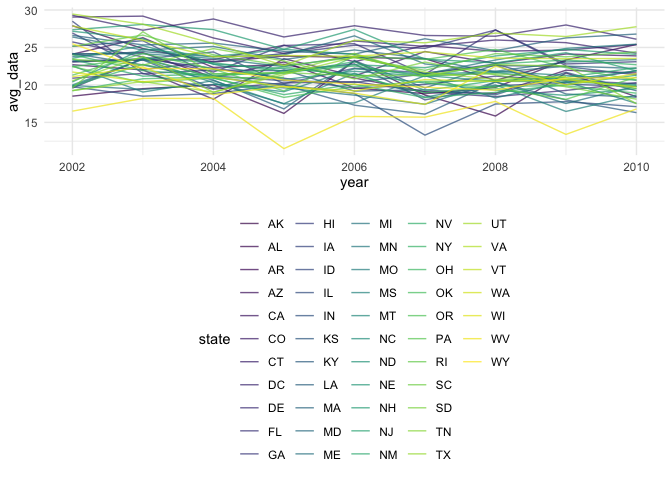 30
25
20
15
avg_data
2002 2004 2006 2008 2010
year
AK HI MI NV UT
AL IA MN NY VA
AR ID MO OH VT
AZ IL MS OK WA
CA IN MT OR WI
state CO KS NC PA WV
CT KY ND RI WY
DC LA NE SC
DE MA NH SD
FL MD NJ TN
GA ME NM TX